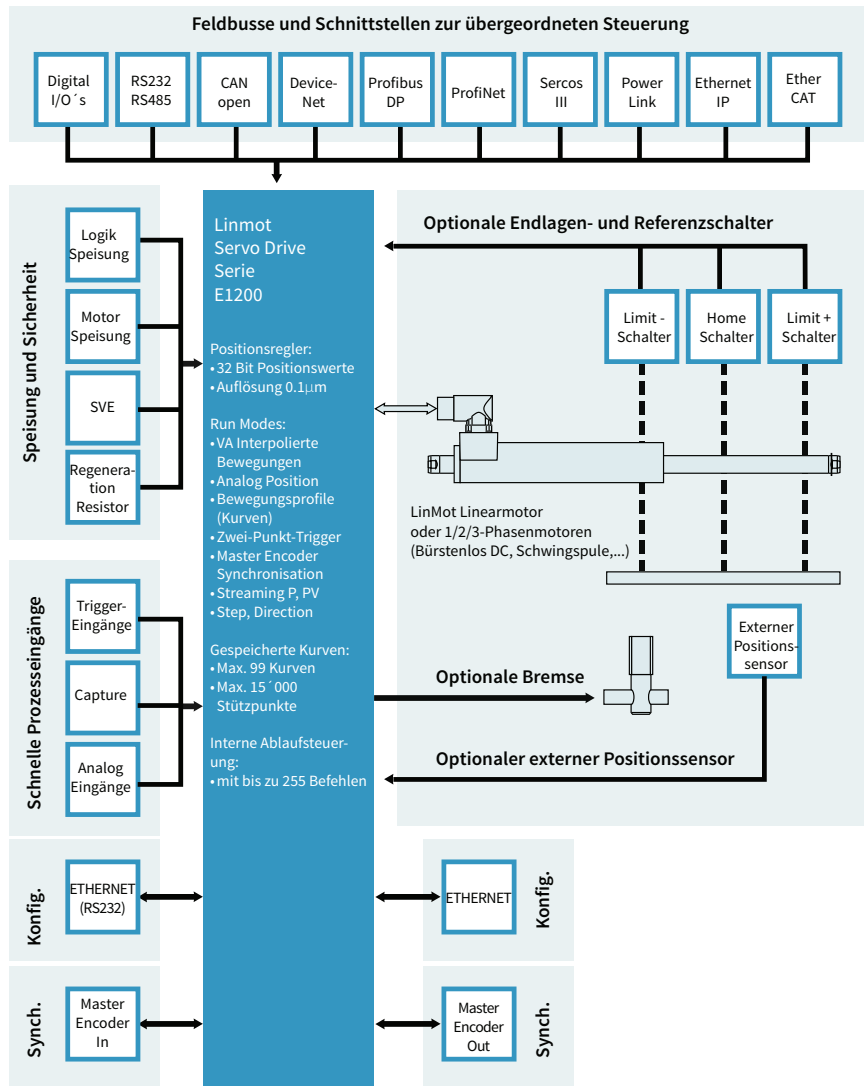 Feldbusse und Schnittstellen zur übergeordneten Steuerung
Digital
I/O´s
RS232
RS485
CAN
open
Device-
Net
Profibus
DP
ProfiNet
Sercos
III
Power
Link
Ethernet
IP
Ether
CAT
Speisung und Sicherheit
Logik
Speisung
Motor
Speisung
SVE
Regenera-
tion
Resistor
Schnelle Prozesseingänge
Trigger-
Eingänge
Capture
Analog
Eingänge
Konfig.
ETHERNET
(RS232)
Synch.
Master
Encoder
In
Linmot
Servo Drive
Serie
E1200
Positionsregler:
• 32 Bit Positionswerte
• Auflösung 0.1µm
Run Modes:
• VA Interpolierte
Bewegungen
• Analog Position
• Bewegungsprofile
(Kurven)
• Zwei-Punkt-Trigger
• Master Encoder
Synchronisation
• Streaming P, PV
• Step, Direction
Gespeicherte Kurven:
• Max. 99 Kurven
• Max. 15´000
Stützpunkte
Interne Ablaufsteuer-
ung:
• mit bis zu 255 Befehlen
Optionale Endlagen- und Referenzschalter
Limit -
Schalter
Home
Schalter
Limit +
Schalter
LinMot Linearmotor
oder 1/2/3-Phasenmotoren
(Bürstenlos DC, Schwingspule,...)
Externer
Positions-
sensor
Optionale Bremse
Optionaler externer Positionssensor
ETHERNET
Konfig.
Master
Encoder
Out
Synch.